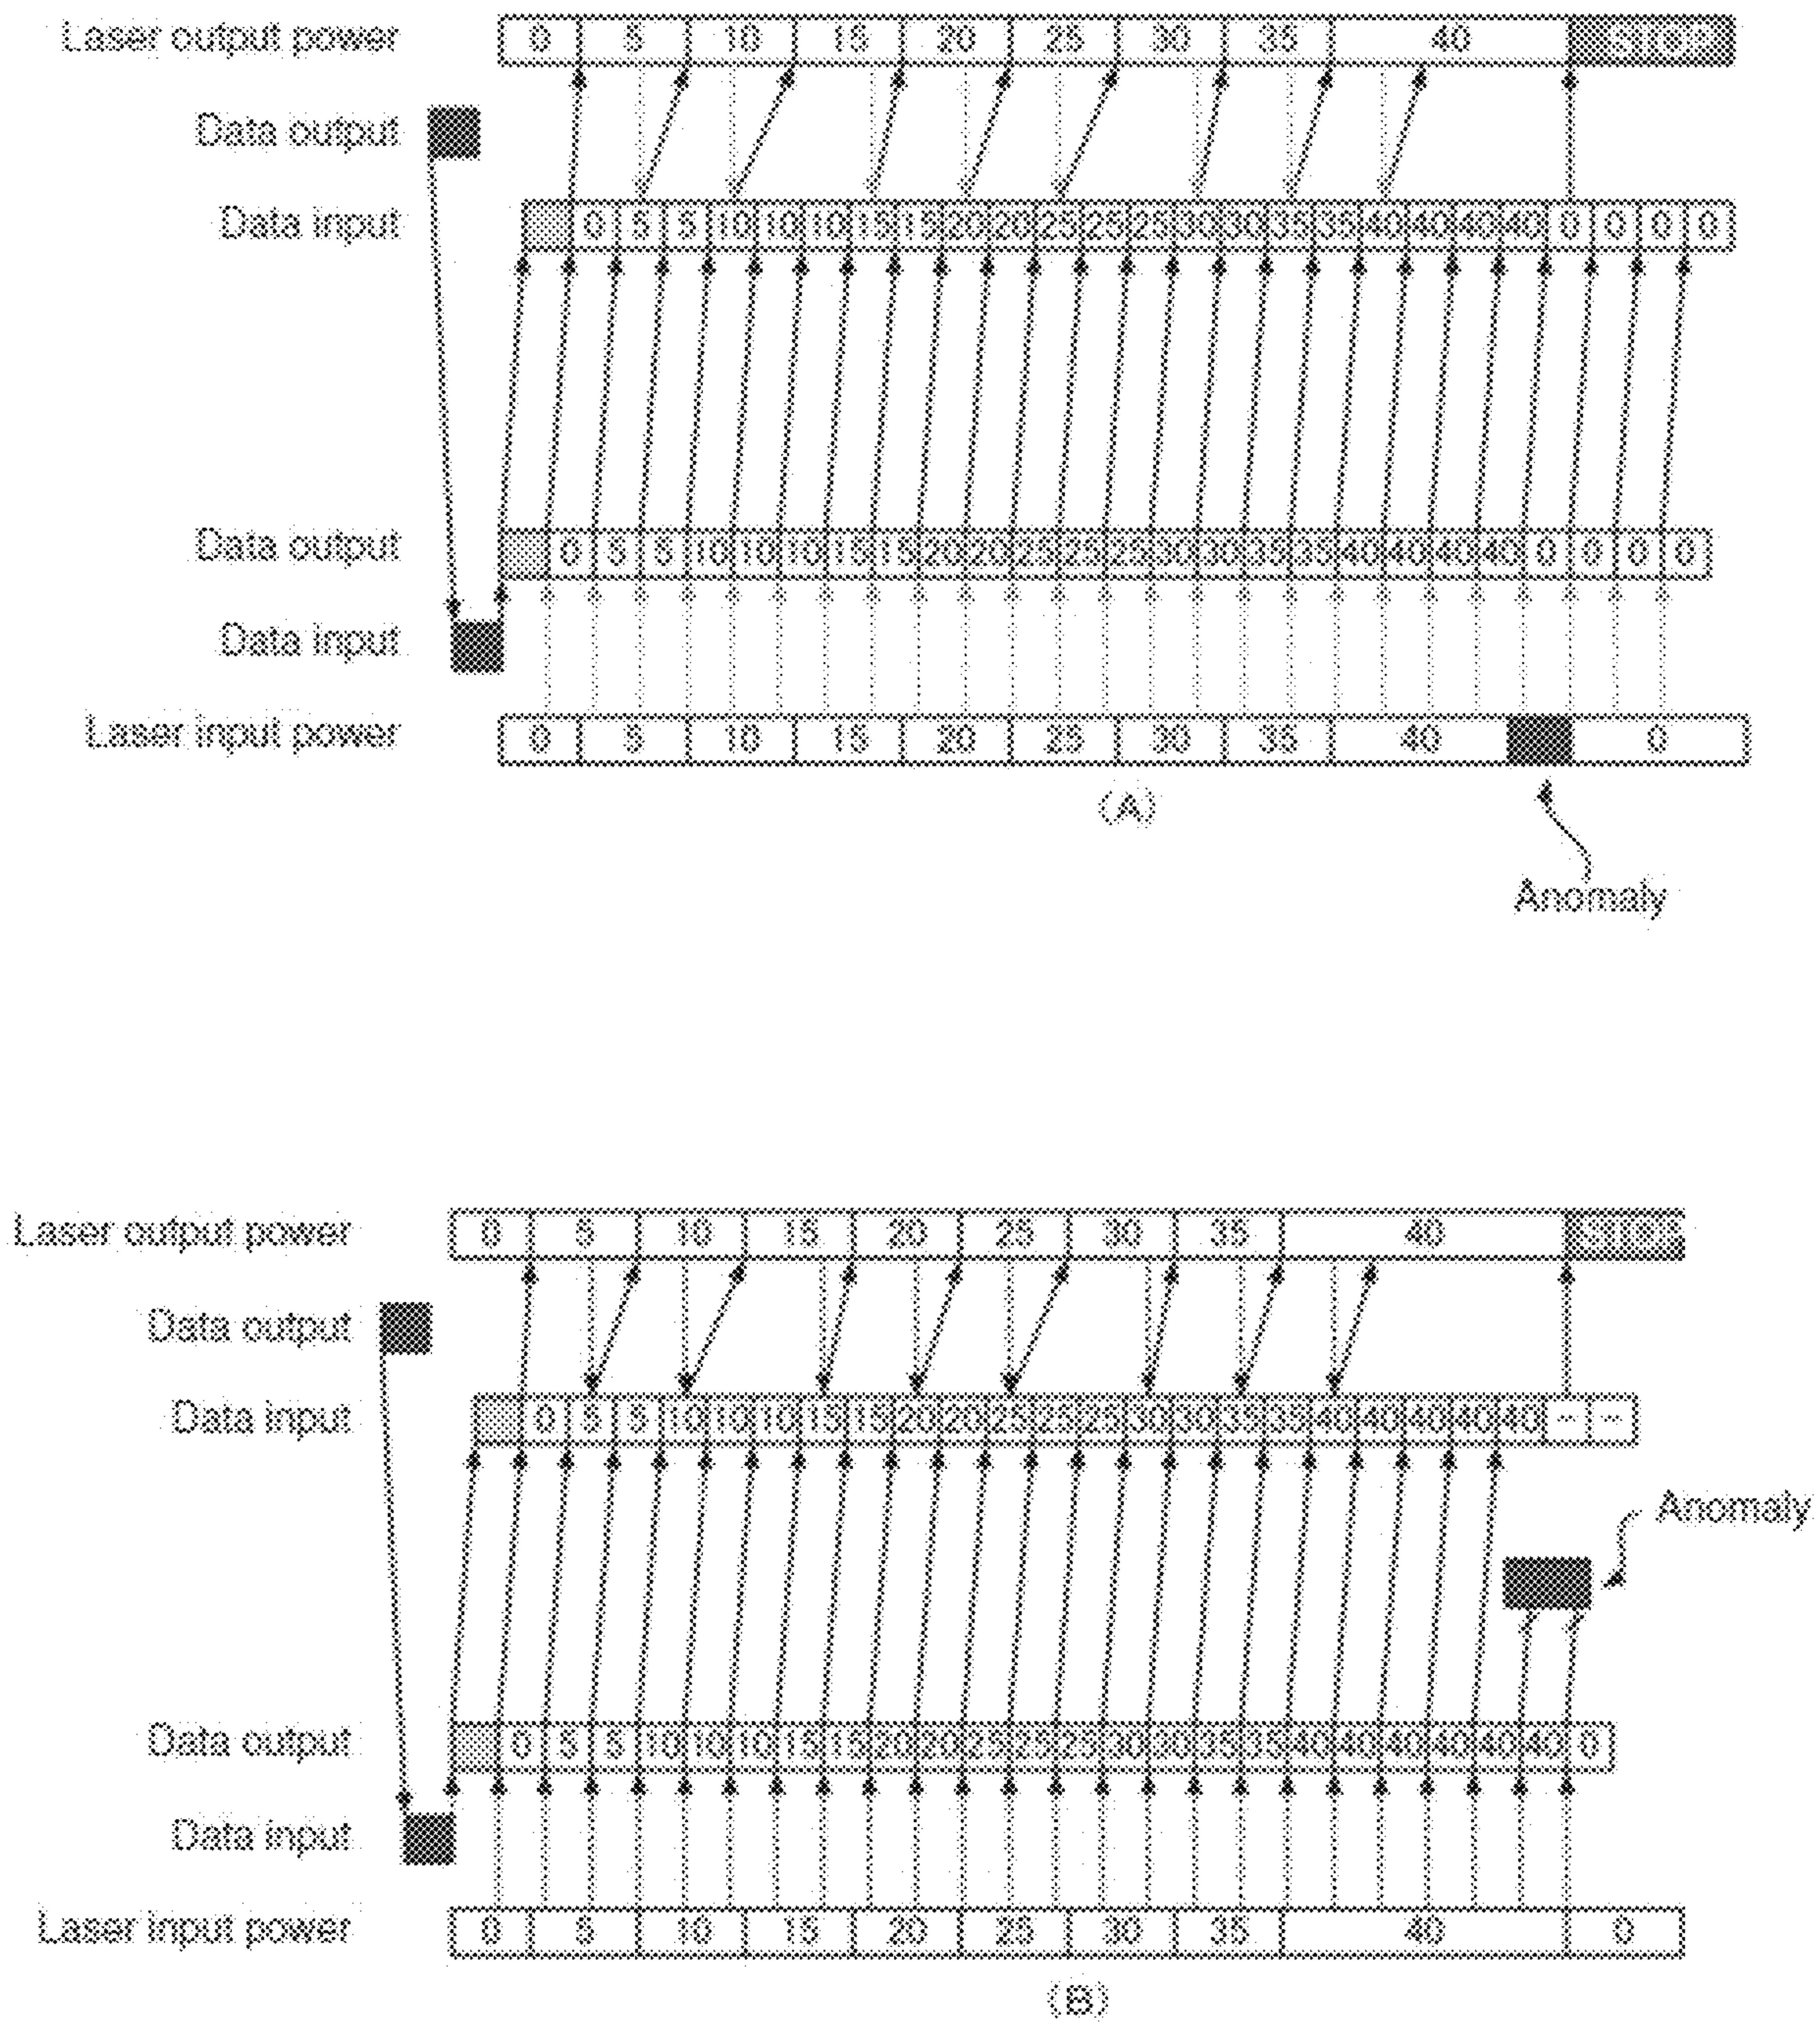 Laser output power 0 5 10 15 20 25 30 35 40
Data output
Data input 0 5 5 10 10 10 15 15 20 20 25 25 25 30 30 35 35 40 40 40 40 0 0 0 0
Data output 0 5 5 10 10 10 15 15 20 20 25 25 25 30 30 35 35 40 40 40 40 0 0 0 0
Data input
Laser input power 0 5 10 15 20 25 30 35 40 0
(A)
Anomaly
Laser output power 0 5 10 15 20 25 30 35 40
Data output
Data input 0 5 5 10 10 10 15 15 20 20 25 25 25 30 30 35 35 40 40 40 40 40 -- --
Anomaly
Data output 0 5 5 10 10 10 15 15 20 20 25 25 25 30 30 35 35 40 40 40 40 40 40 0
Data input
Laser input power 0 5 10 15 20 25 30 35 40 0
(B)